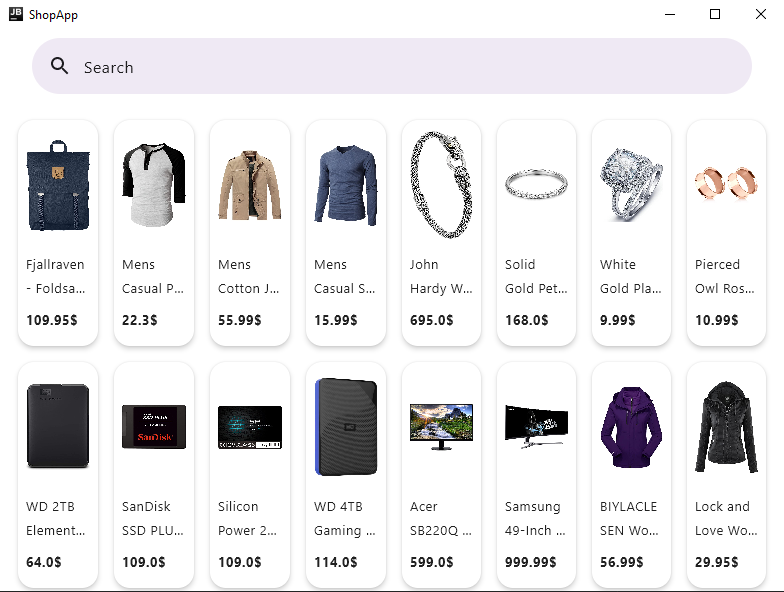 JB ShopApp
Search
Fjallraven
- Foldsa...
109.95$
Mens
Casual P...
22.3$
Mens
Cotton J...
55.99$
Mens
Casual S...
15.99$
John
Hardy W...
695.0$
Solid
Gold Pet...
168.0$
White
Gold Pla...
9.99$
Pierced
Owl Ros...
10.99$
SanDisk
WD 2TB
Element...
64.0$
SanDisk
SSD PLU...
109.0$
Silicon
Power 2...
109.0$
WD 4TB
Gaming ...
114.0$
Acer
SB220Q ...
599.0$
Samsung
49-Inch ...
999.99$
BIYLACLE
SEN Wo...
56.99$
Lock and
Love Wo...
29.95$